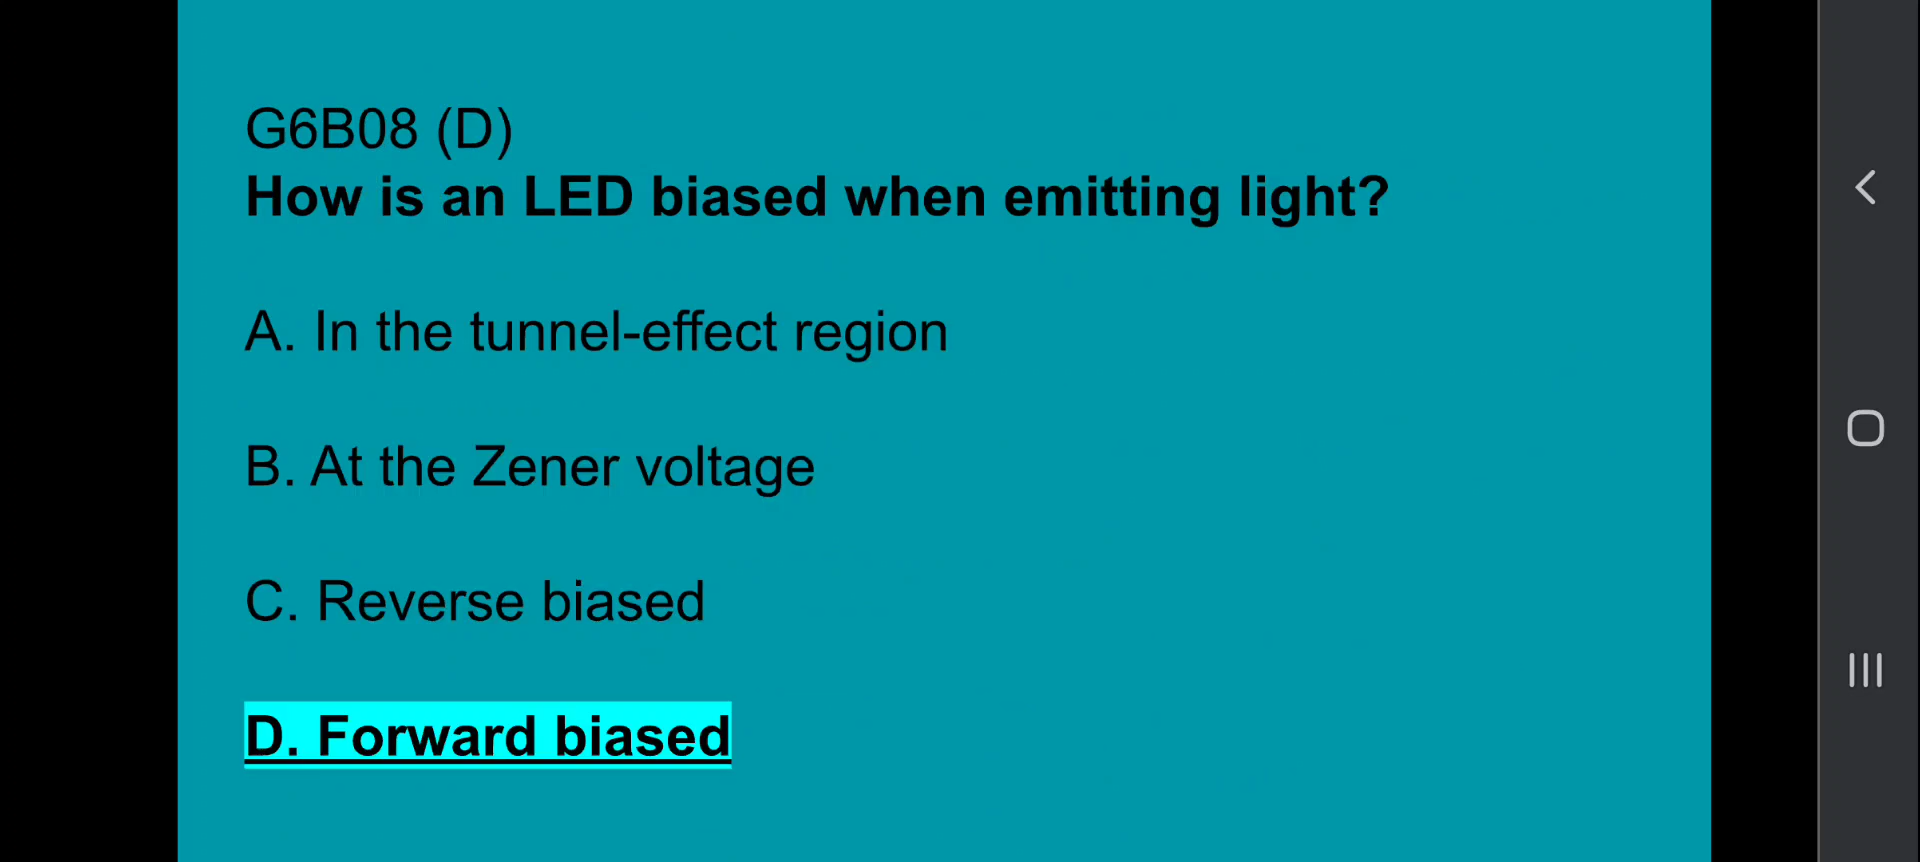 G6B08 (D)
How is an LED biased when emitting light?
A. In the tunnel-effect region
B. At the Zener voltage
C. Reverse biased
D. Forward biased